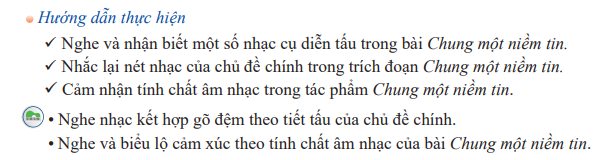 Hướng dẫn thực hiện
✓ Nghe và nhận biết một số nhạc cụ diễn tấu trong bài Chung một niềm tin.
✓ Nhắc lại nét nhạc của chủ đề chính trong trích đoạn Chung một niềm tin.
✓ Cảm nhận tính chất âm nhạc trong tác phẩm Chung một niềm tin.
• Nghe nhạc kết hợp gõ đệm theo tiết tấu của chủ đề chính.
• Nghe và biểu lộ cảm xúc theo tính chất âm nhạc của bài Chung một niềm tin.